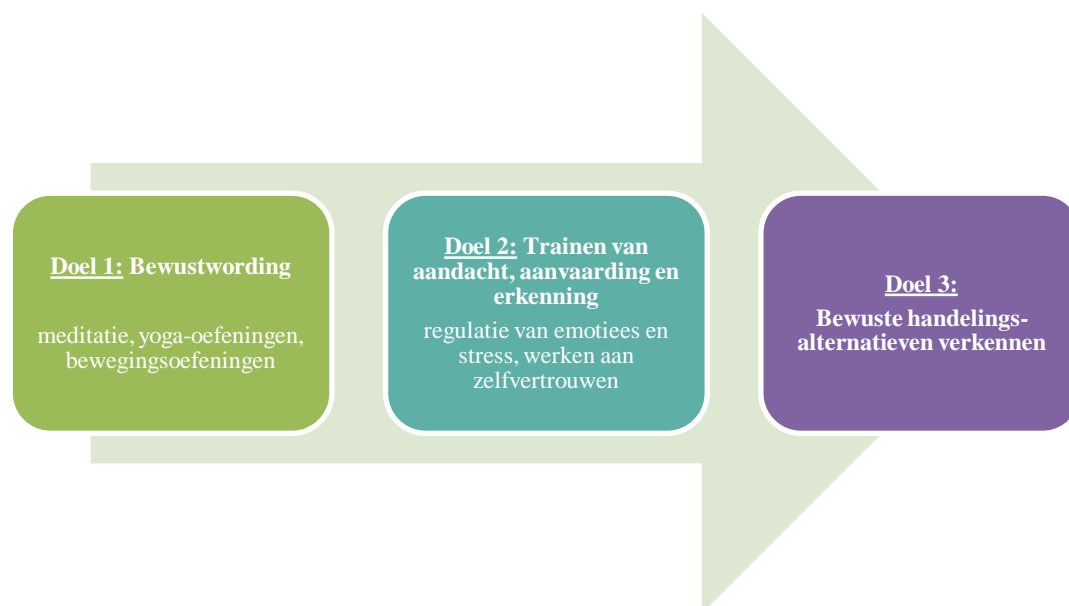 Doel 1: Bewustwording
meditatie, yoga-oefeningen,
bewegingsoefeningen
Doel 2: Trainen van
aandacht, aanvaarding en
erkenning
regulatie van emotiees en
stress, werken aan
zelfvertrouwen
Doel 3:
Bewuste handelings-
alternatieven verkennen